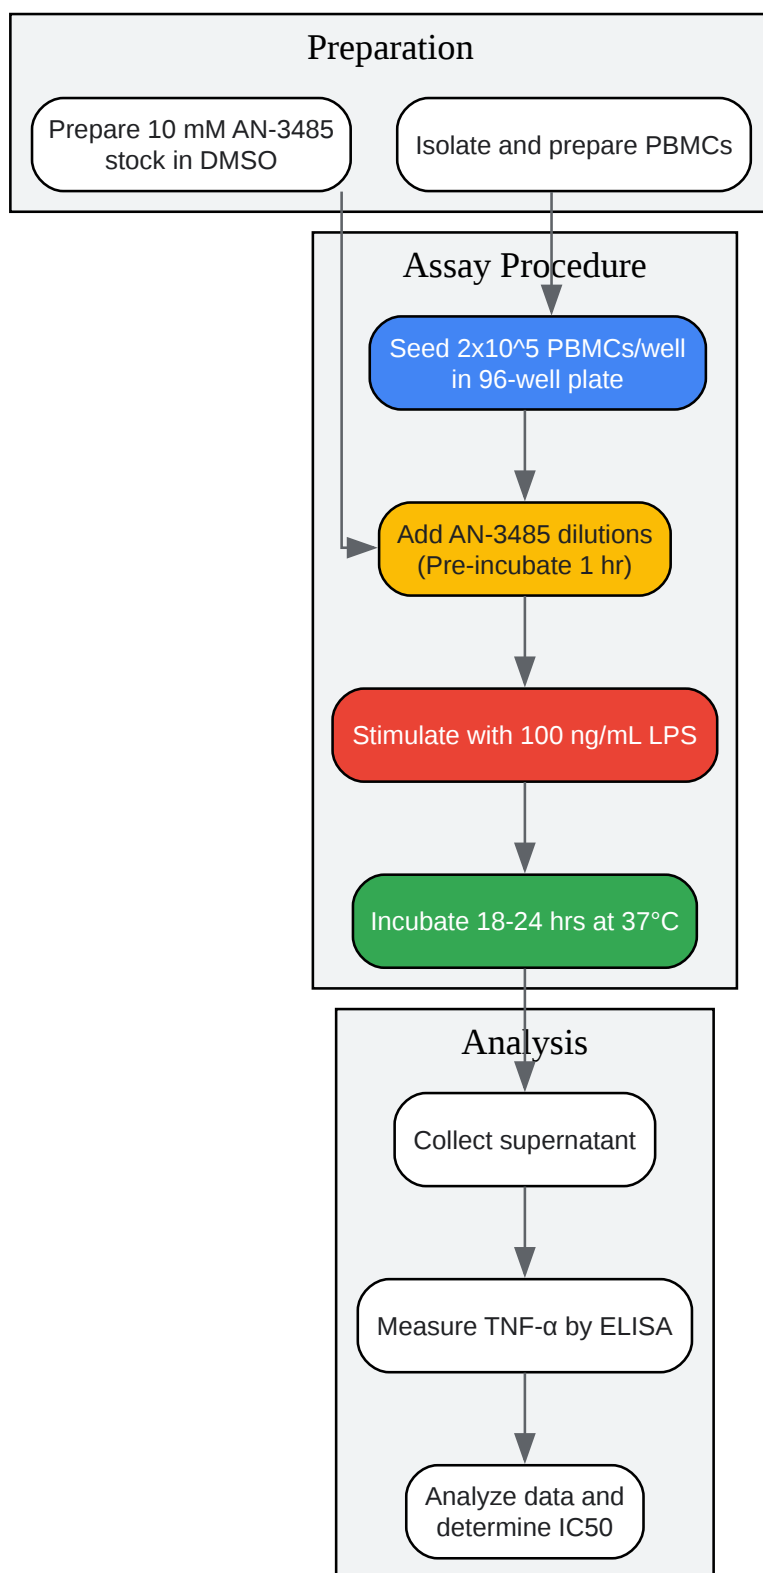 Preparation
Prepare 10 mM AN-3485
stock in DMSO
Isolate and prepare PBMCs
Assay Procedure
Seed 2x10^5 PBMCs/well
in 96-well plate
Add AN-3485 dilutions
(Pre-incubate 1 hr)
Stimulate with 100 ng/mL LPS
Incubate 18-24 hrs at 37°C
Analysis
Collect supernatant
Measure TNF-α by ELISA
Analyze data and
determine IC50